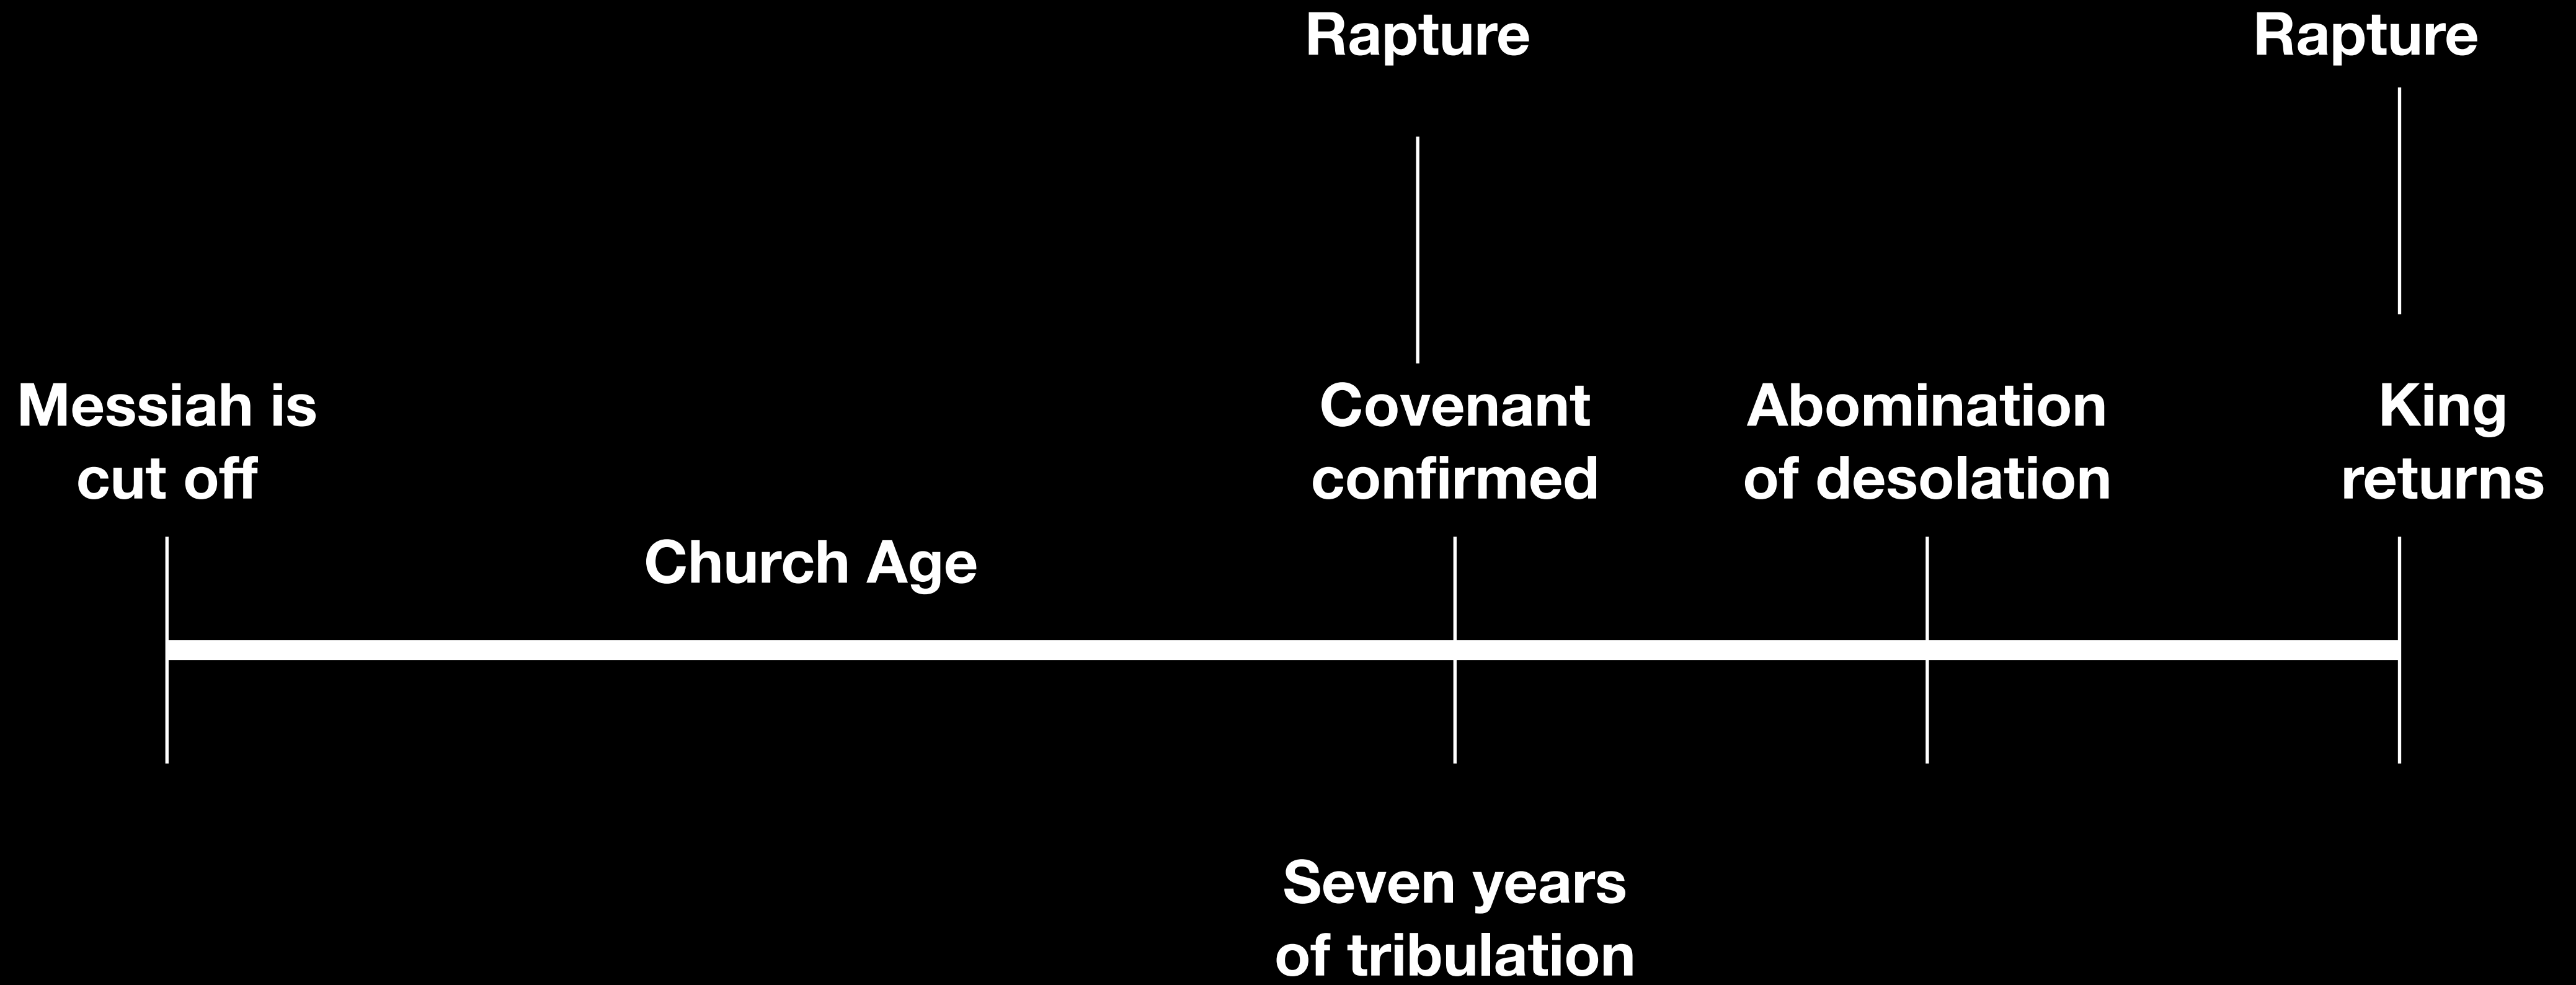 Rapture
Rapture
Messiah is
cut off
Church Age
Covenant
confirmed
Abomination
of desolation
King
returns
Seven years
of tribulation